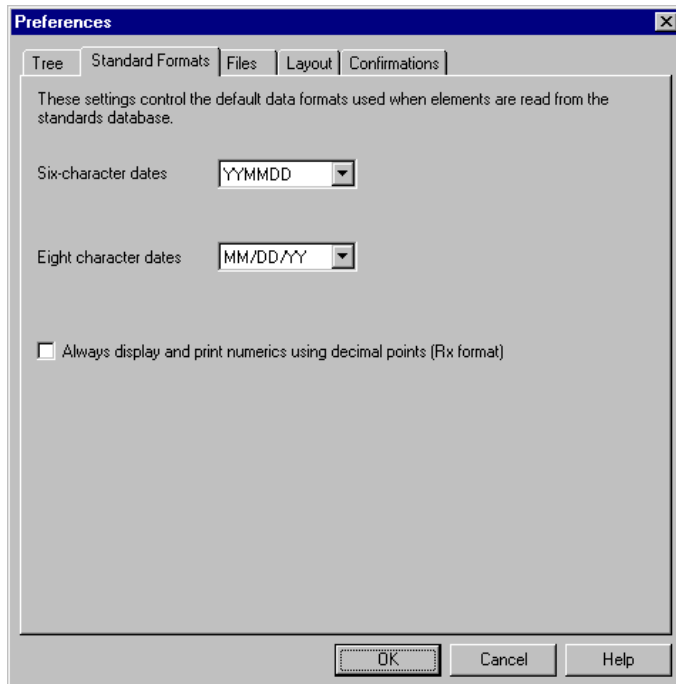 Preferences
Tree Standard Formats Files Layout Confirmations
These settings control the default data formats used when elements are read from the
standards database.
Six-character dates YYMMDD
Eight character dates MM/DD/YY
Always display and print numerics using decimal points (Rx format)
OK Cancel Help